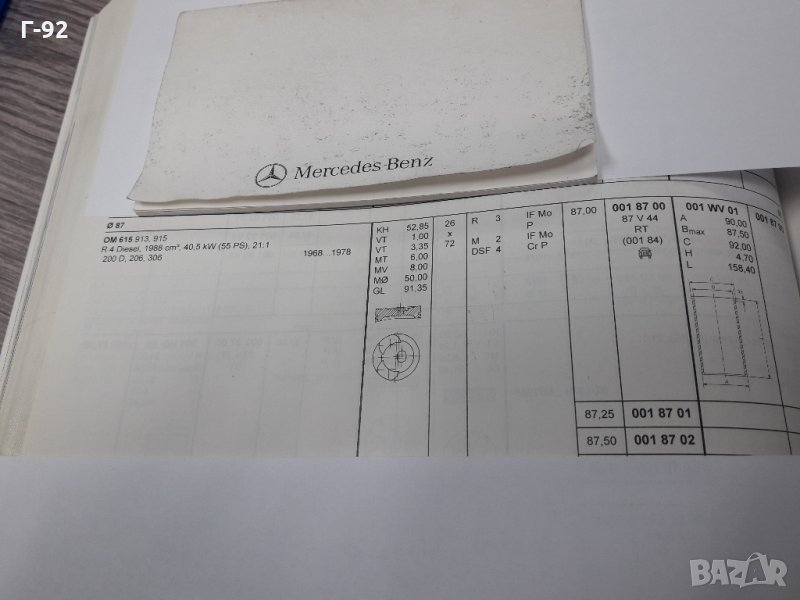 Г-92
Mercedes-Benz
Ø 87
OM 615.913, 915
R 4 Diesel, 1988 cm³, 40,5 kW (55 PS), 21:1
200 D, 206, 306
1968...1978
KH 52,85
VT 1,00
VT 3,35
MT 6,00
MV 8,00
MØ 50,00
GL 91,35
26
x
72
R 3 IF Mo
P
M 2 IF Mo
DSF 4 Cr P
87,00
001 87 00
87 V 44
RT
(001 84)
001 WV 01
A 90,00
Bmax 87,50
C 92,00
H 4,70
L 158,40
87,25 001 87 01
87,50 001 87 02
BAZAR